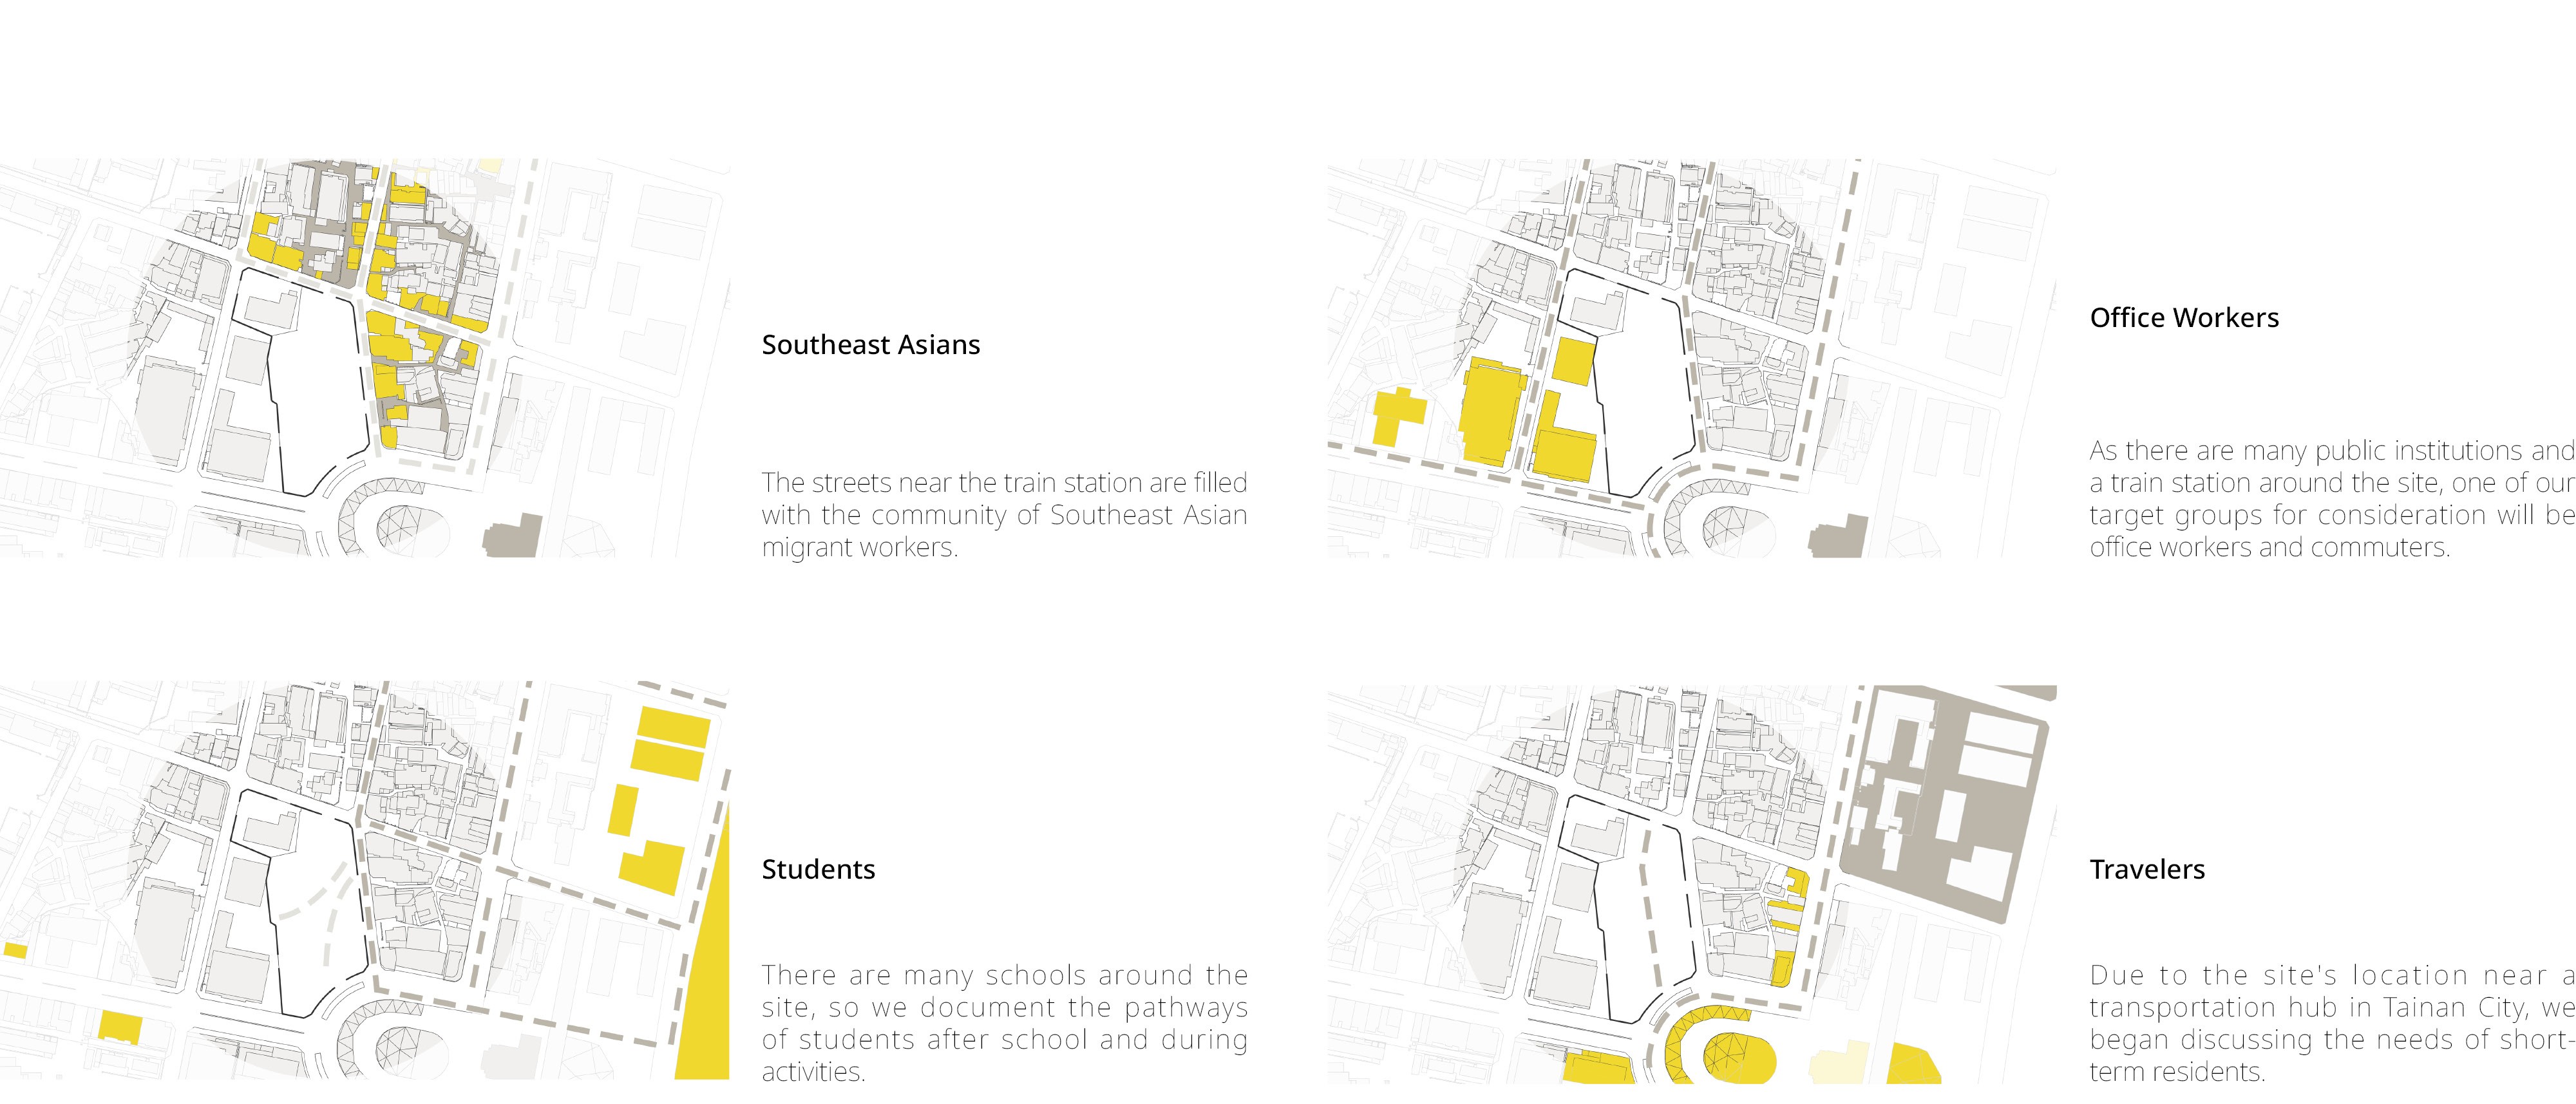 Southeast Asians
The streets near the train station are filled
with the community of Southeast Asian
migrant workers.
Office Workers
As there are many public institutions and
a train station around the site, one of our
target groups for consideration will be
office workers and commuters.
Students
There are many schools around the
site, so we document the pathways
of students after school and during
activities.
Travelers
Due to the site's location near a
transportation hub in Tainan City, we
began discussing the needs of short-
term residents.